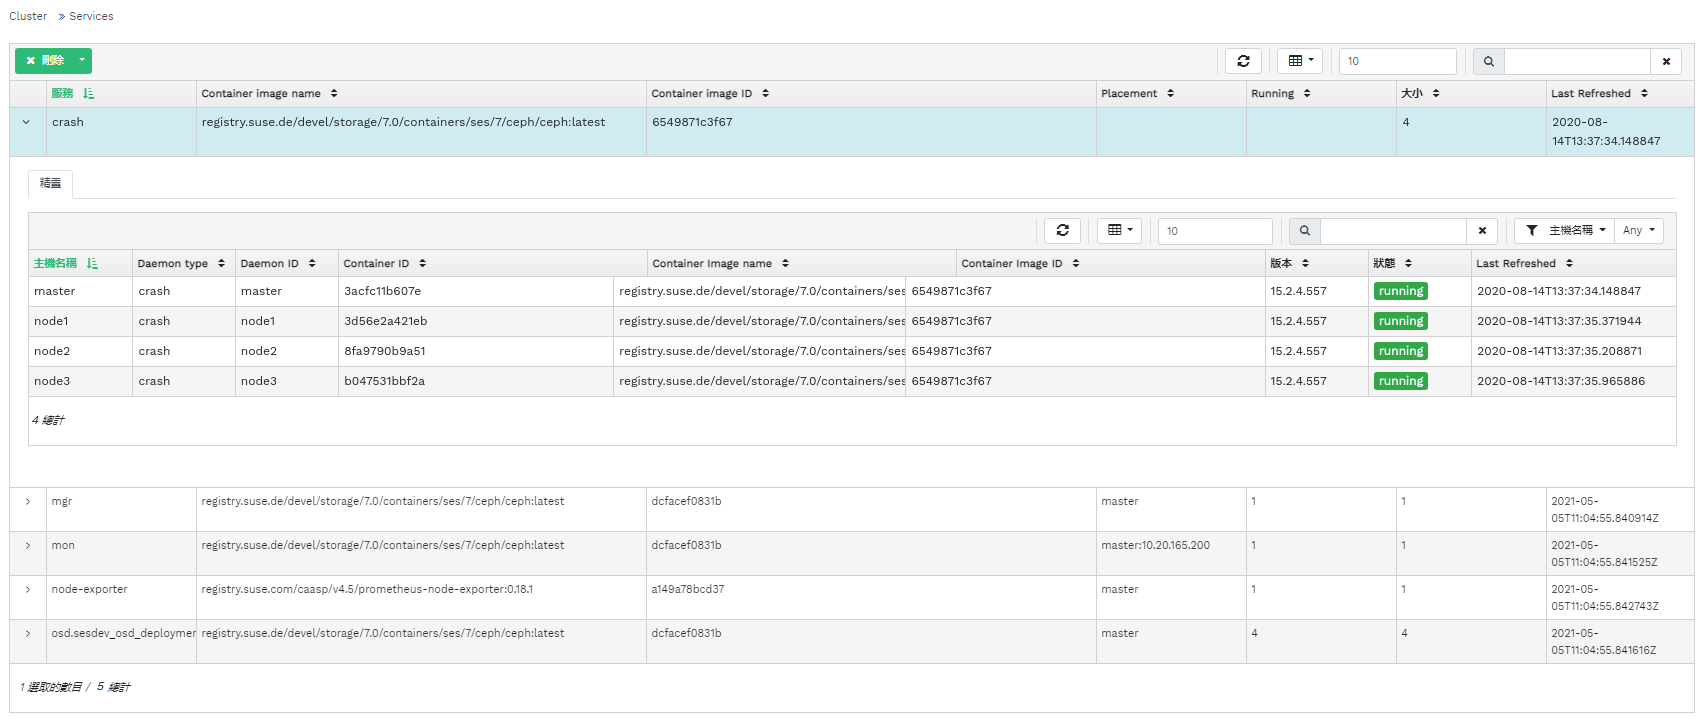 Cluster » Services
✖ 刪除
10
服務 Container image name Container image ID Placement Running 大小 Last Refreshed
crash registry.suse.de/devel/storage/7.0/containers/ses/7/ceph/ceph:latest 6549871c3f67 4 2020-08-
14T13:37:34.148847
精靈
10 主機名稱 Any
主機名稱 Daemon type Daemon ID Container ID Container Image name Container Image ID 版本 狀態 Last Refreshed
master crash master 3acfc11b607e registry.suse.de/devel/storage/7.0/containers/ses 6549871c3f67 15.2.4.557 running 2020-08-14T13:37:34.148847
node1 crash node1 3d56e2a421eb registry.suse.de/devel/storage/7.0/containers/ses 6549871c3f67 15.2.4.557 running 2020-08-14T13:37:35.371944
node2 crash node2 8fa9790b9a51 registry.suse.de/devel/storage/7.0/containers/ses 6549871c3f67 15.2.4.557 running 2020-08-14T13:37:35.208871
node3 crash node3 b047531bbf2a registry.suse.de/devel/storage/7.0/containers/ses 6549871c3f67 15.2.4.557 running 2020-08-14T13:37:35.965886
4 總計
mgr registry.suse.de/devel/storage/7.0/containers/ses/7/ceph/ceph:latest dcfacef0831b master 1 1 2021-05-
05T11:04:55.840914Z
mon registry.suse.de/devel/storage/7.0/containers/ses/7/ceph/ceph:latest dcfacef0831b master:10.20.165.200 1 1 2021-05-
05T11:04:55.841525Z
node-exporter registry.suse.com/caasp/v4.5/prometheus-node-exporter:0.18.1 a149a78bcd37 master 1 1 2021-05-
05T11:04:55.842743Z
osd.sesdev_osd_deploymer registry.suse.de/devel/storage/7.0/containers/ses/7/ceph/ceph:latest dcfacef0831b master 4 4 2021-05-
05T11:04:55.841616Z
1 選取的數目 / 5 總計